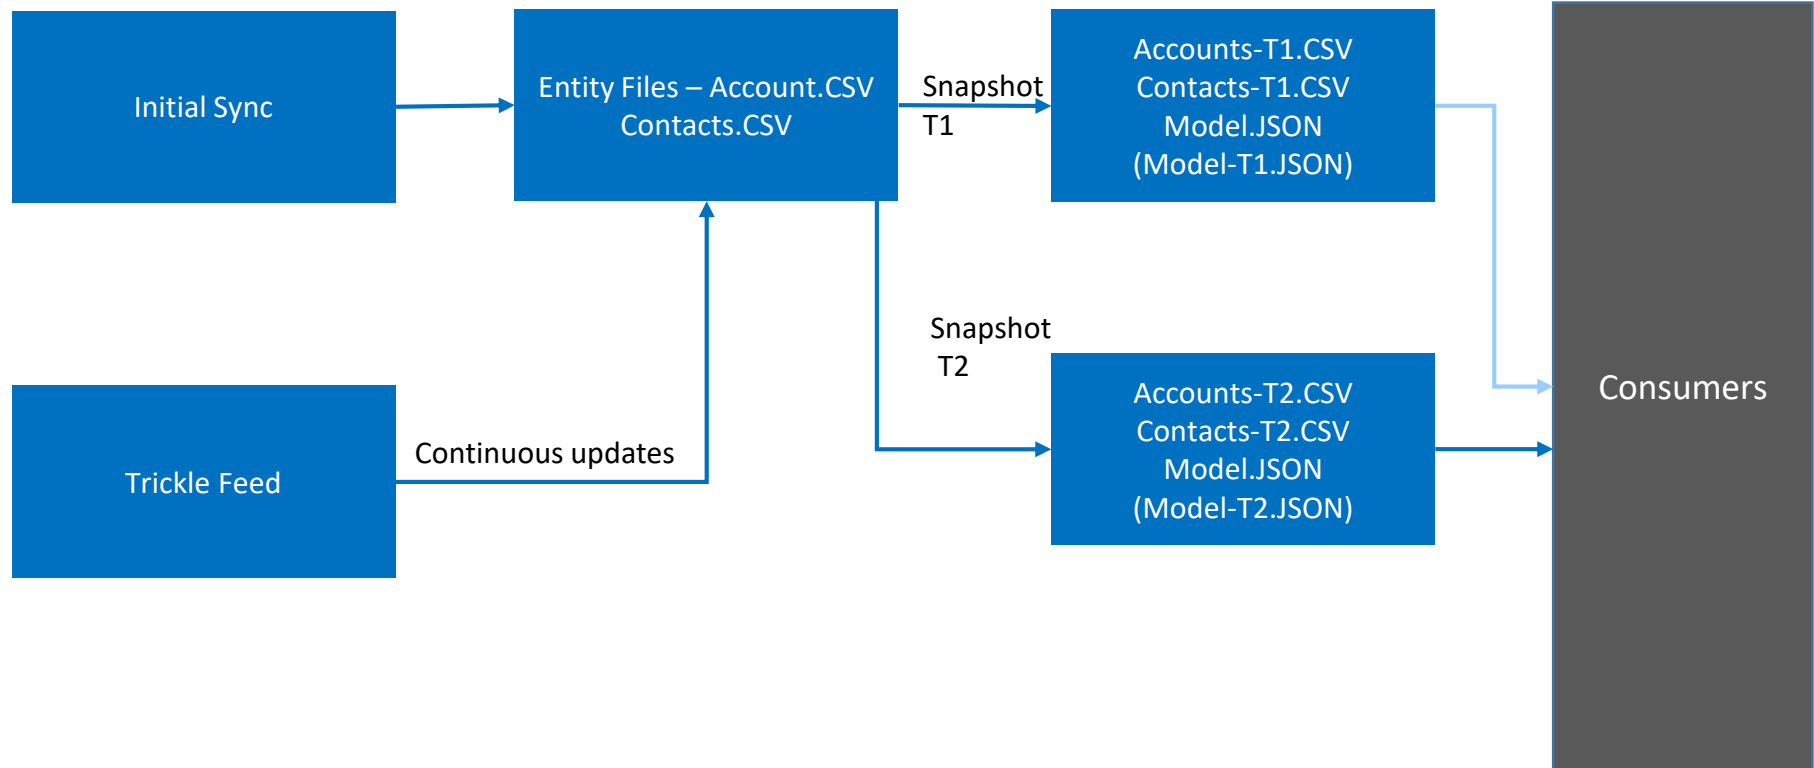 Initial Sync
Entity Files – Account.CSV
Contacts.CSV
Snapshot
T1
Accounts-T1.CSV
Contacts-T1.CSV
Model.JSON
(Model-T1.JSON)
Snapshot
T2
Trickle Feed
Continuous updates
Accounts-T2.CSV
Contacts-T2.CSV
Model.JSON
(Model-T2.JSON)
Consumers